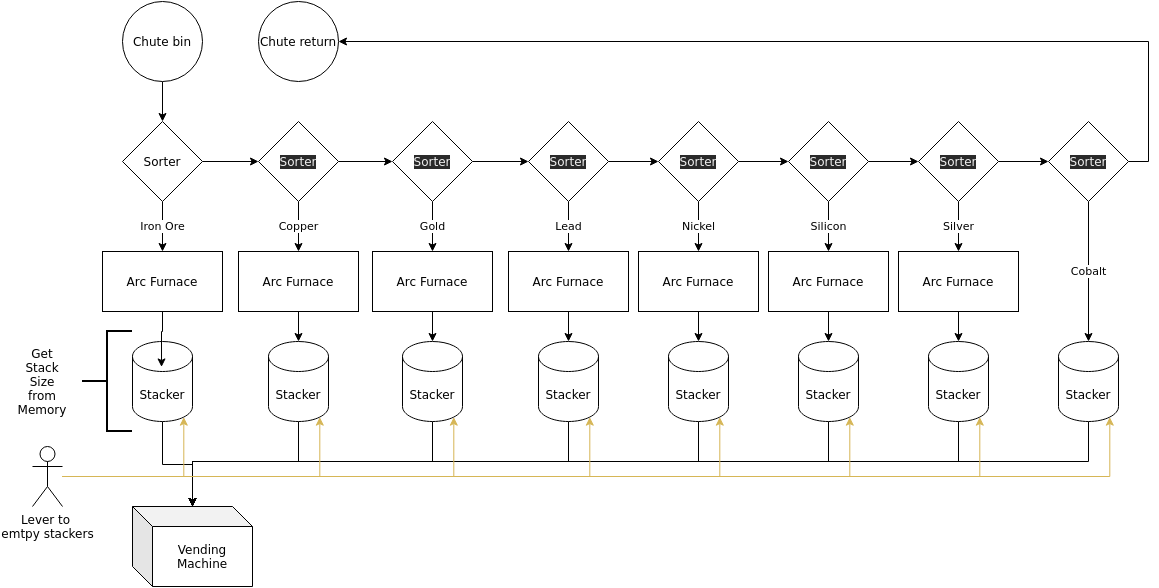 Chute bin
Chute return
Sorter
Sorter
Sorter
Sorter
Sorter
Sorter
Sorter
Sorter
Iron Ore
Copper
Gold
Lead
Nickel
Silicon
Silver
Cobalt
Arc Furnace
Arc Furnace
Arc Furnace
Arc Furnace
Arc Furnace
Arc Furnace
Arc Furnace
Get
Stack
Size
from
Memory
Stacker
Stacker
Stacker
Stacker
Stacker
Stacker
Stacker
Stacker
Lever to
emtpy stackers
Vending
Machine